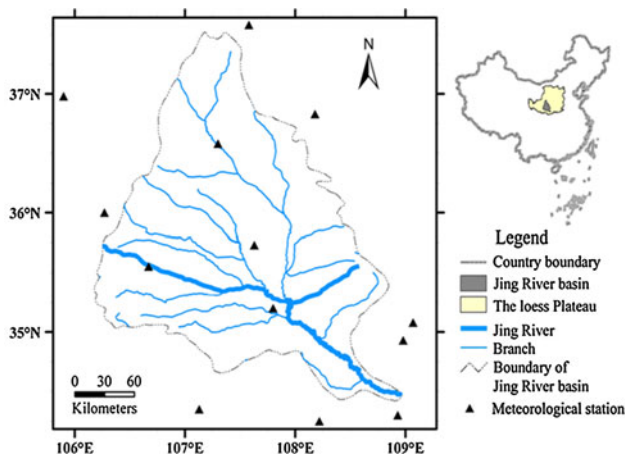 N
37°N
36°N
35°N
0 30 60
Kilometers
106°E
107°E
108°E
109°E
Legend
Country boundary
Jing River basin
The loess Plateau
Jing River
Branch
Boundary of
Jing River basin
Meteorological station